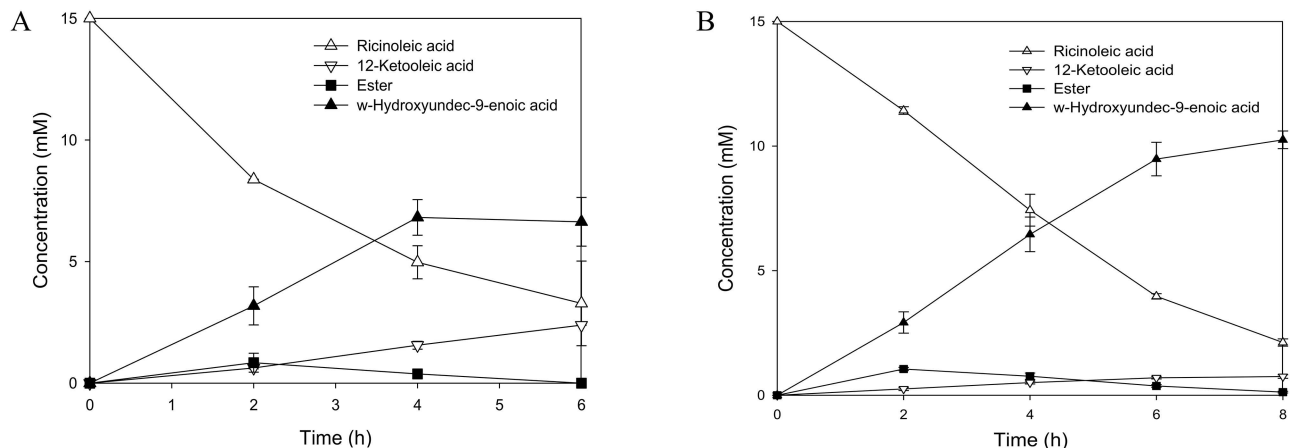 A
15
10
5
0
Concentration (mM)
Ricinoleic acid
12-Ketooleic acid
Ester
w-Hydroxyundec-9-enoic acid
0 1 2 3 4 5 6
Time (h)
B
15
10
5
0
Concentration (mM)
Ricinoleic acid
12-Ketooleic acid
Ester
w-Hydroxyundec-9-enoic acid
0 2 4 6 8
Time (h)